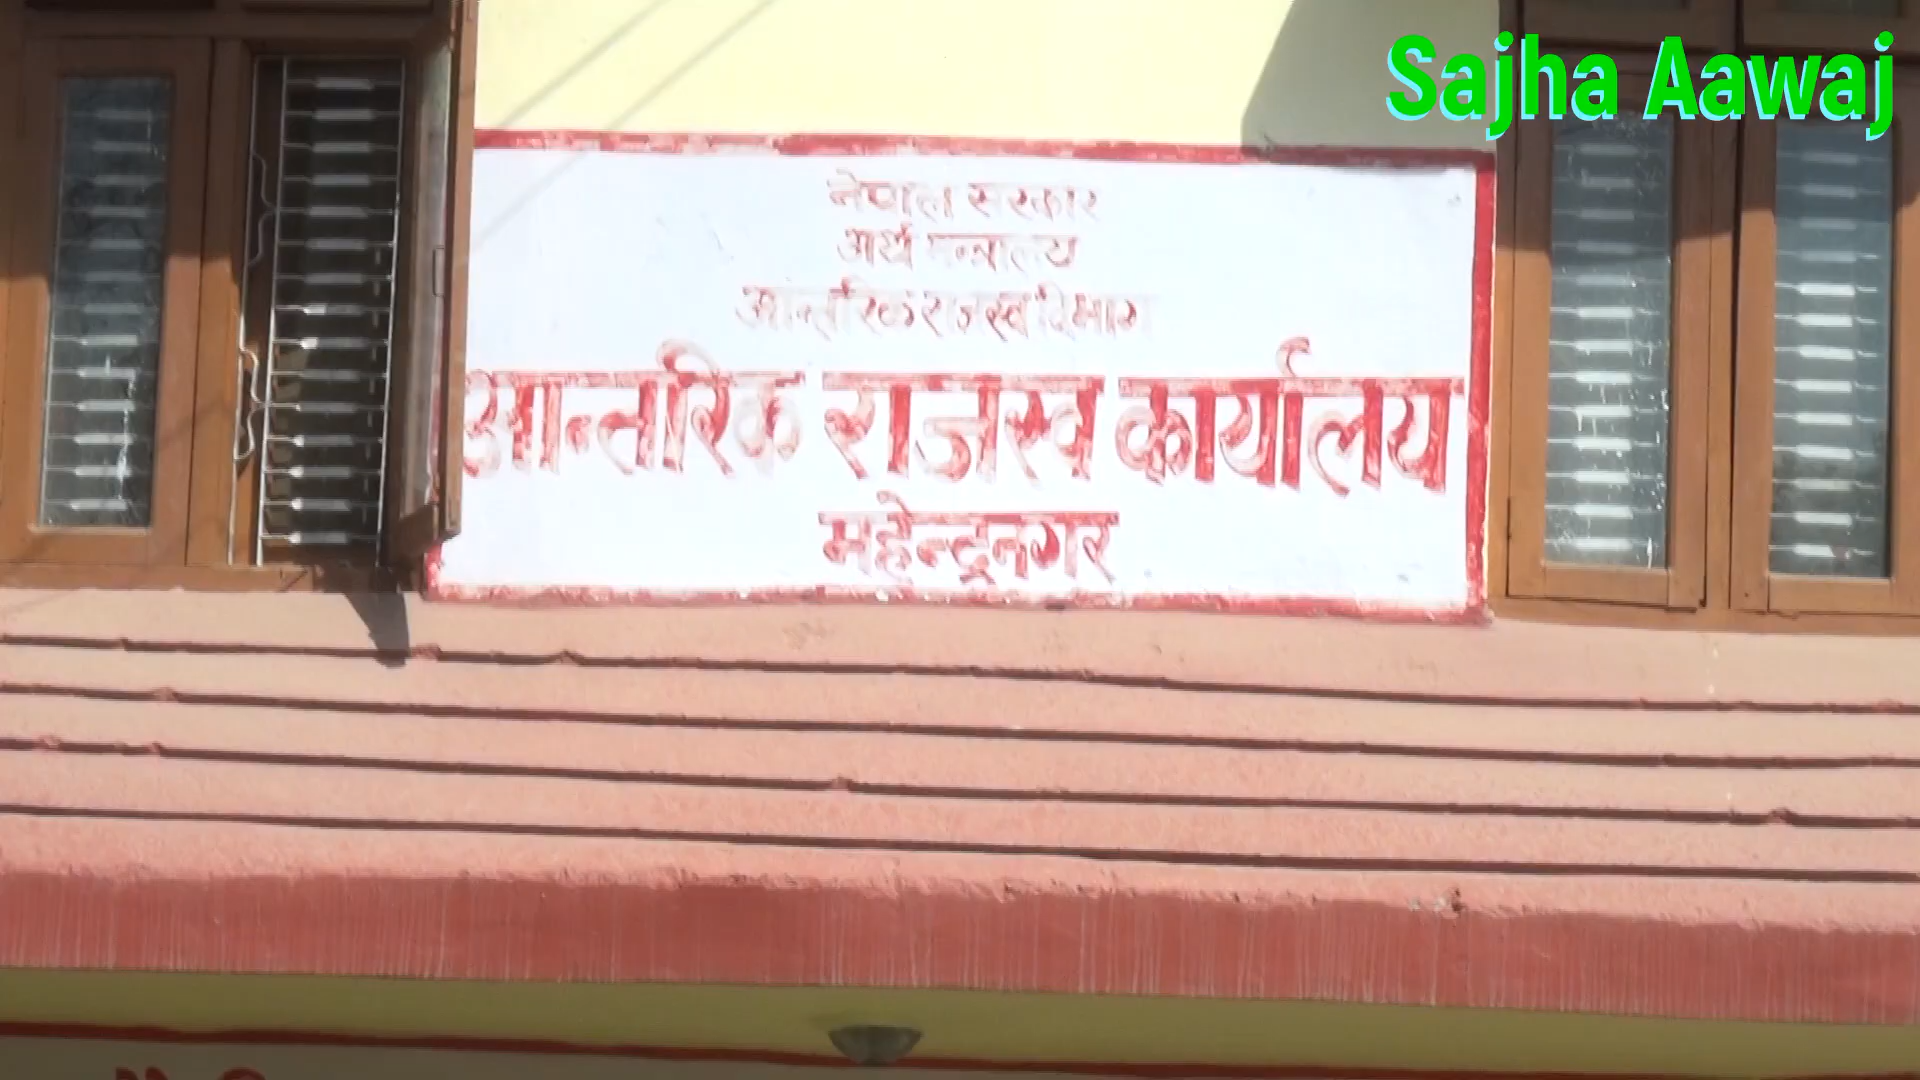 Sajha Aawaj
नेपाल सरकार
अर्थ मन्त्रालय
आन्तरिक राजस्व विभाग
आन्तरिक राजस्व कार्यालय
महेन्द्रनगर